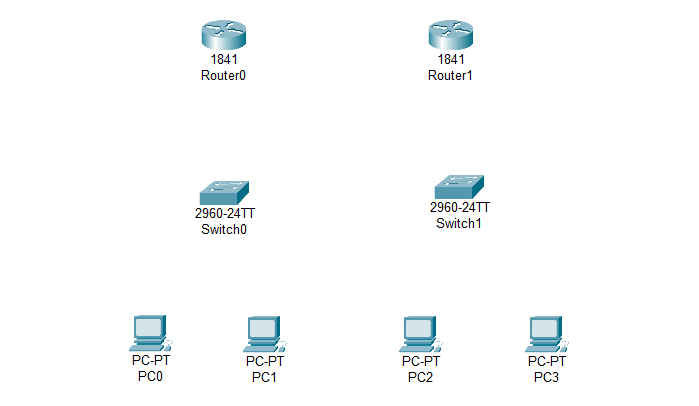 1841
Router0
1841
Router1
2960-24TT
Switch0
2960-24TT
Switch1
PC-PT
PC0
PC-PT
PC1
PC-PT
PC2
PC-PT
PC3